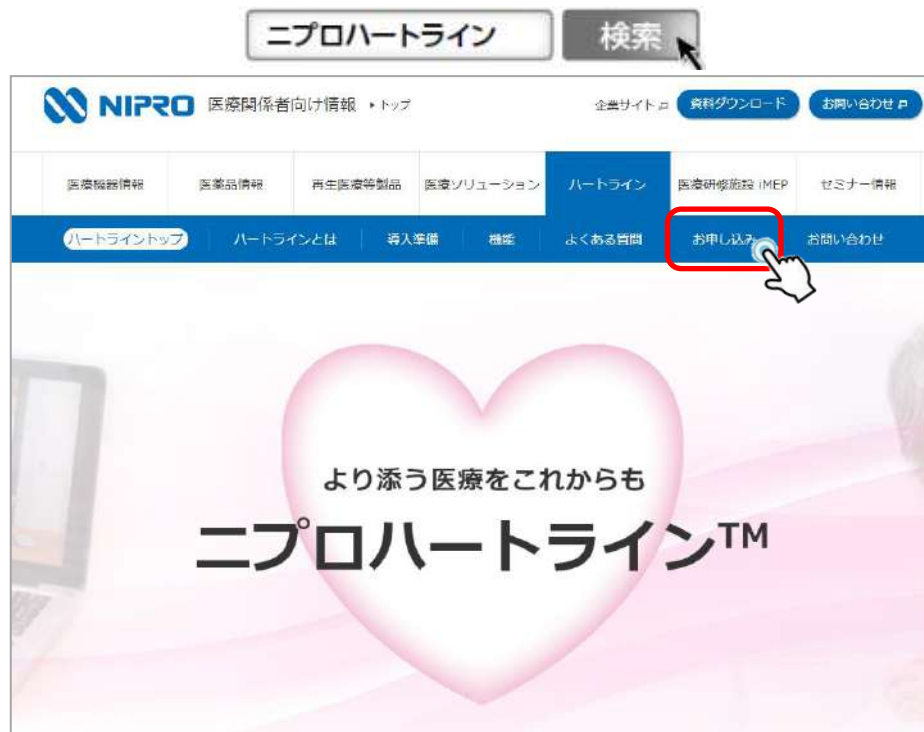 ニプロハートライン 検索
NIPRO 医療関係者向け情報 ▸トップ 企業サイト 資料ダウンロード お問い合わせ
医療機器情報 医薬品情報 再生医療等製品 医療ソリューション ハートライン 医療研修施設 iMEP セミナー情報
ハートライントップ ハートラインとは 導入準備 機能 よくある質問 お申し込み お問い合わせ
より添う医療をこれからも
ニプロハートライン™